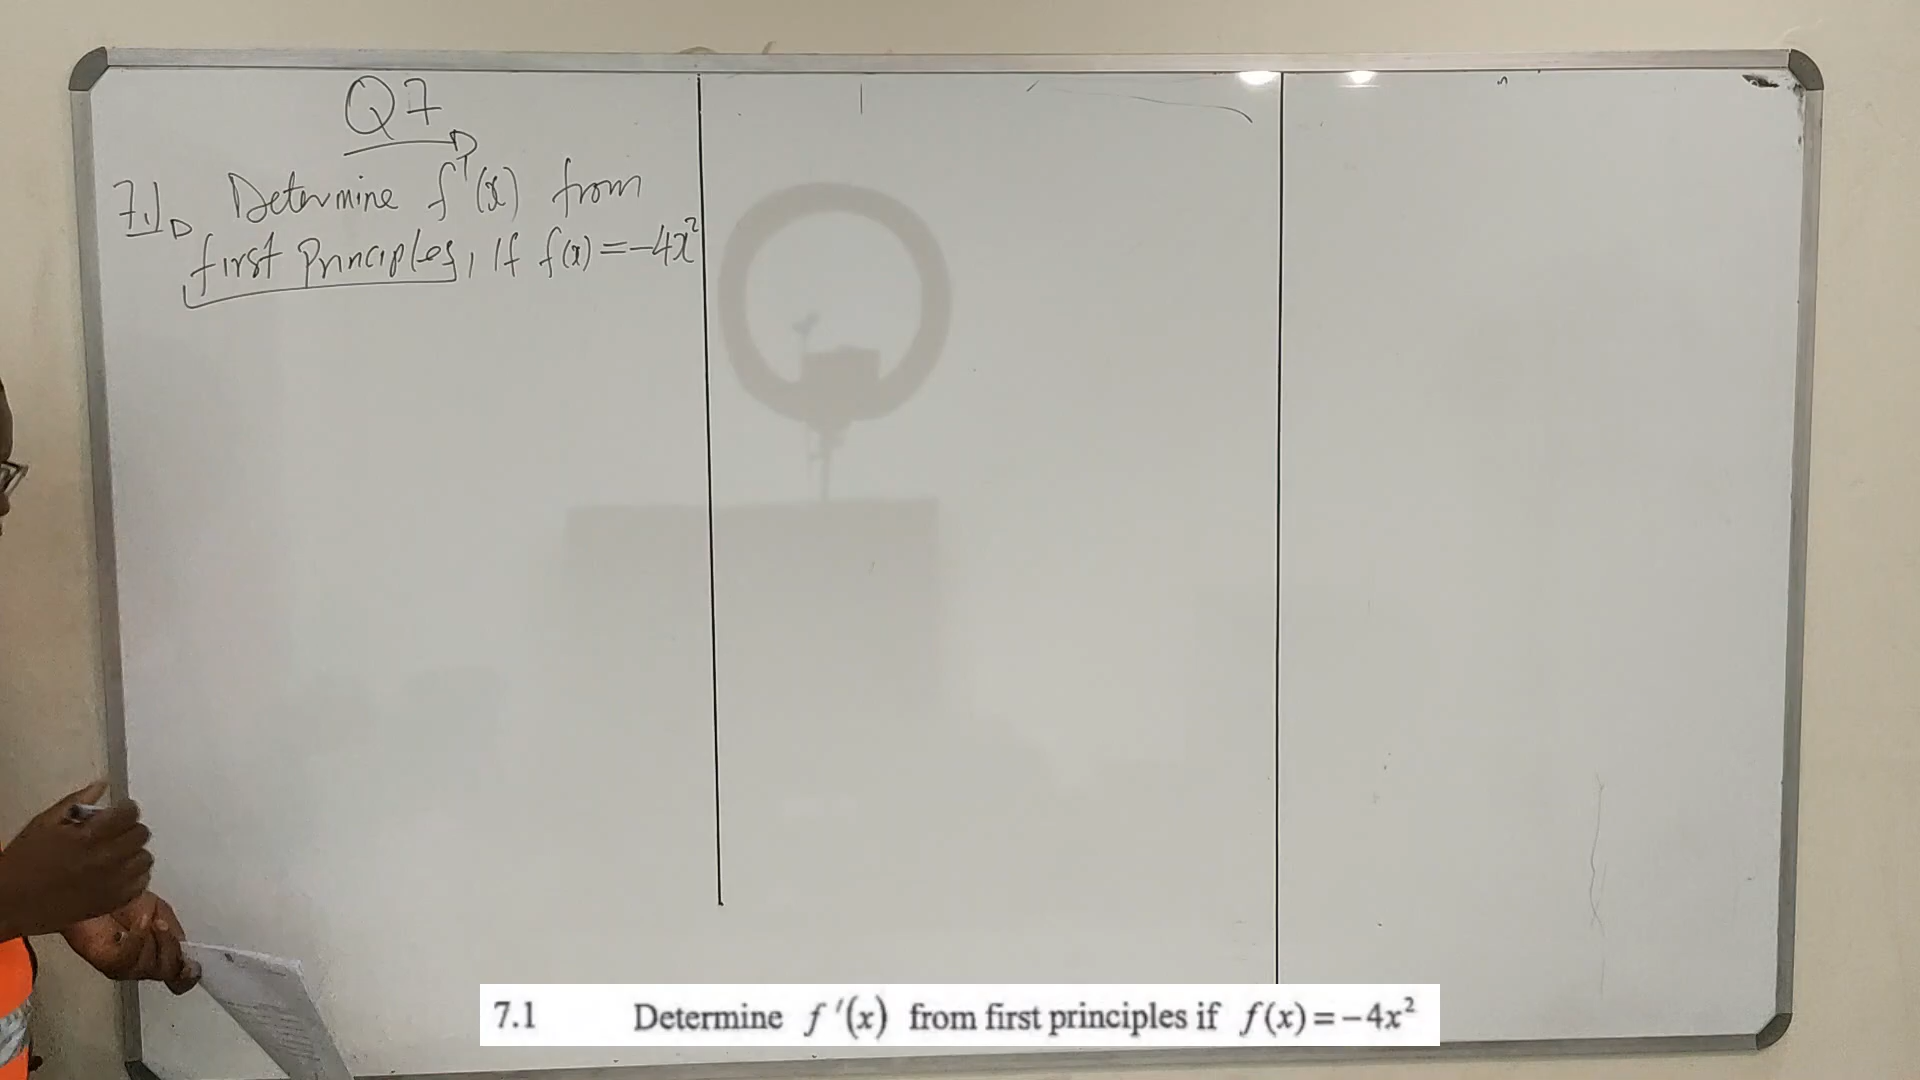 Q7
7.1 Determine f'(x) from
first principles, if f(x) = -4x²
7.1 Determine f '(x) from first principles if f(x) = -4x²